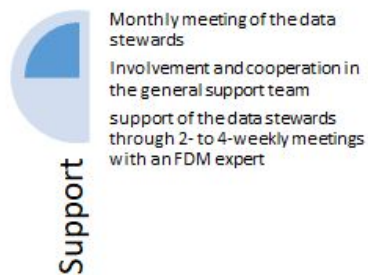 Monthly meeting of the data
stewards
Involvement and cooperation in
the general support team
support of the data stewards
through 2- to 4-weekly meetings
with an FDM expert
Support